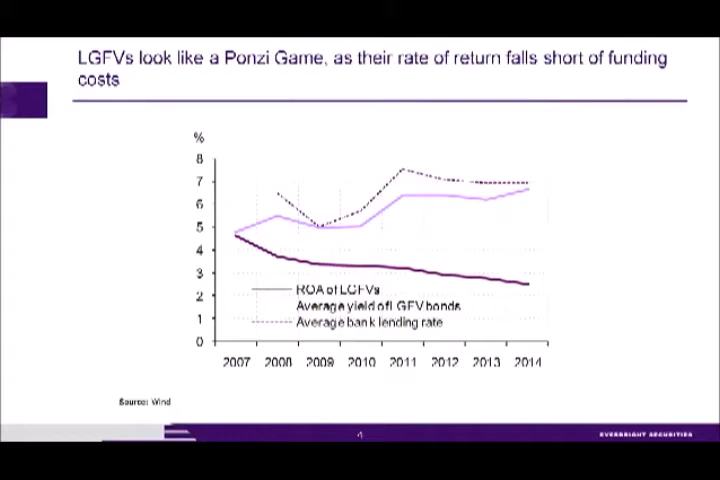 LGFVs look like a Ponzi Game, as their rate of return falls short of funding
costs
%
8
7
6
5
4
3
2
1
0
ROA of LGFVs
Average yield of LGFV bonds
Average bank lending rate
2007 2008 2009 2010 2011 2012 2013 2014
Source: Wind
4
EVERBRIGHT SECURITIES